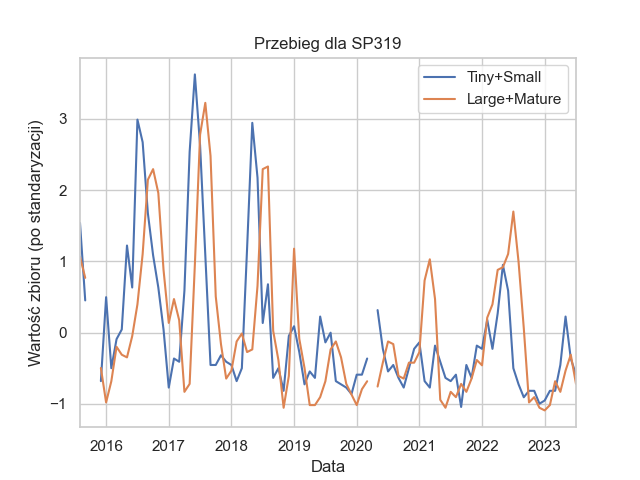 Przebieg dla SP319
Tiny+Small
Large+Mature
Wartość zbioru (po standaryzacji)
3
2
1
0
−1
2016 2017 2018 2019 2020 2021 2022 2023
Data